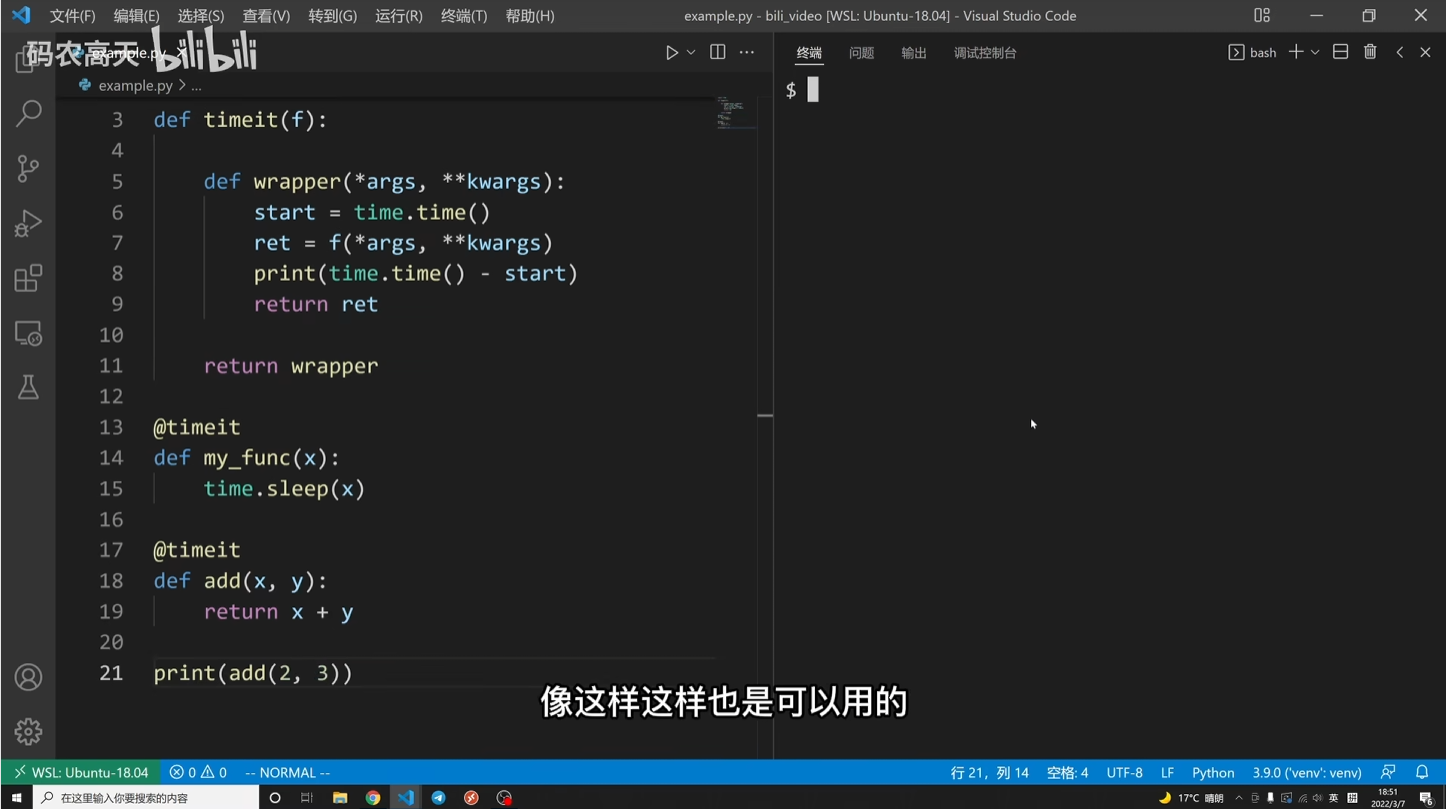 文件(F) 编辑(E) 选择(S) 查看(V) 转到(G) 运行(R) 终端(T) 帮助(H) example.py - bili_video [WSL: Ubuntu-18.04] - Visual Studio Code
码农高天 bilibili
example.py
终端 问题 输出 调试控制台 bash
example.py > ...
$
3 def timeit(f):
4
5 def wrapper(*args, **kwargs):
6 start = time.time()
7 ret = f(*args, **kwargs)
8 print(time.time() - start)
9 return ret
10
11 return wrapper
12
13 @timeit
14 def my_func(x):
15 time.sleep(x)
16
17 @timeit
18 def add(x, y):
19 return x + y
20
21 print(add(2, 3))
像这样这样也是可以用的
WSL: Ubuntu-18.04 0 0 -- NORMAL -- 行 21，列 14 空格: 4 UTF-8 LF Python 3.9.0 ('venv': venv)
在这里输入你要搜索的内容 17°C 晴朗 英 拼 18:51
2022/3/7 6